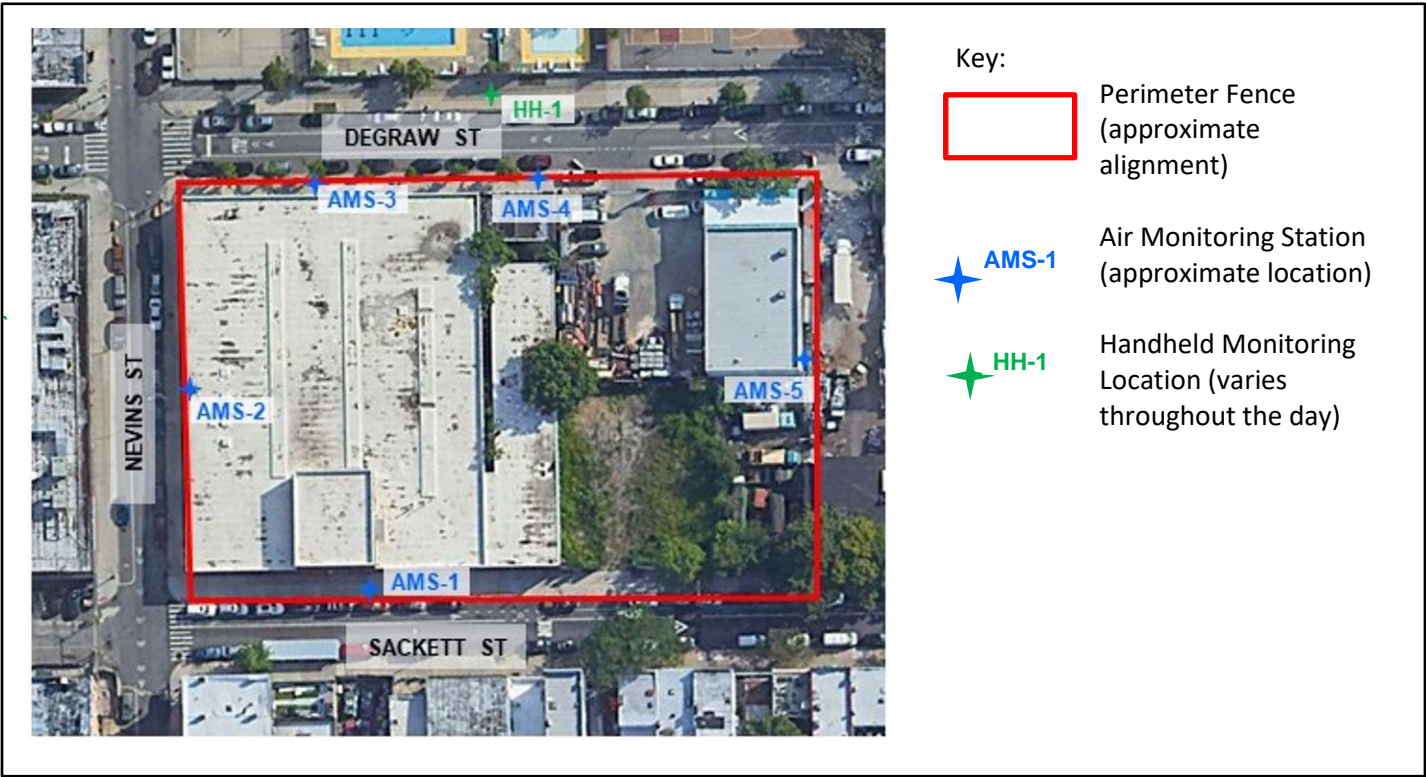 HH-1
DEGRAW ST
AMS-3
AMS-4
NEVINS ST
AMS-2
AMS-5
AMS-1
SACKETT ST
Key:
Perimeter Fence
(approximate
alignment)
AMS-1
Air Monitoring Station
(approximate location)
HH-1
Handheld Monitoring
Location (varies
throughout the day)